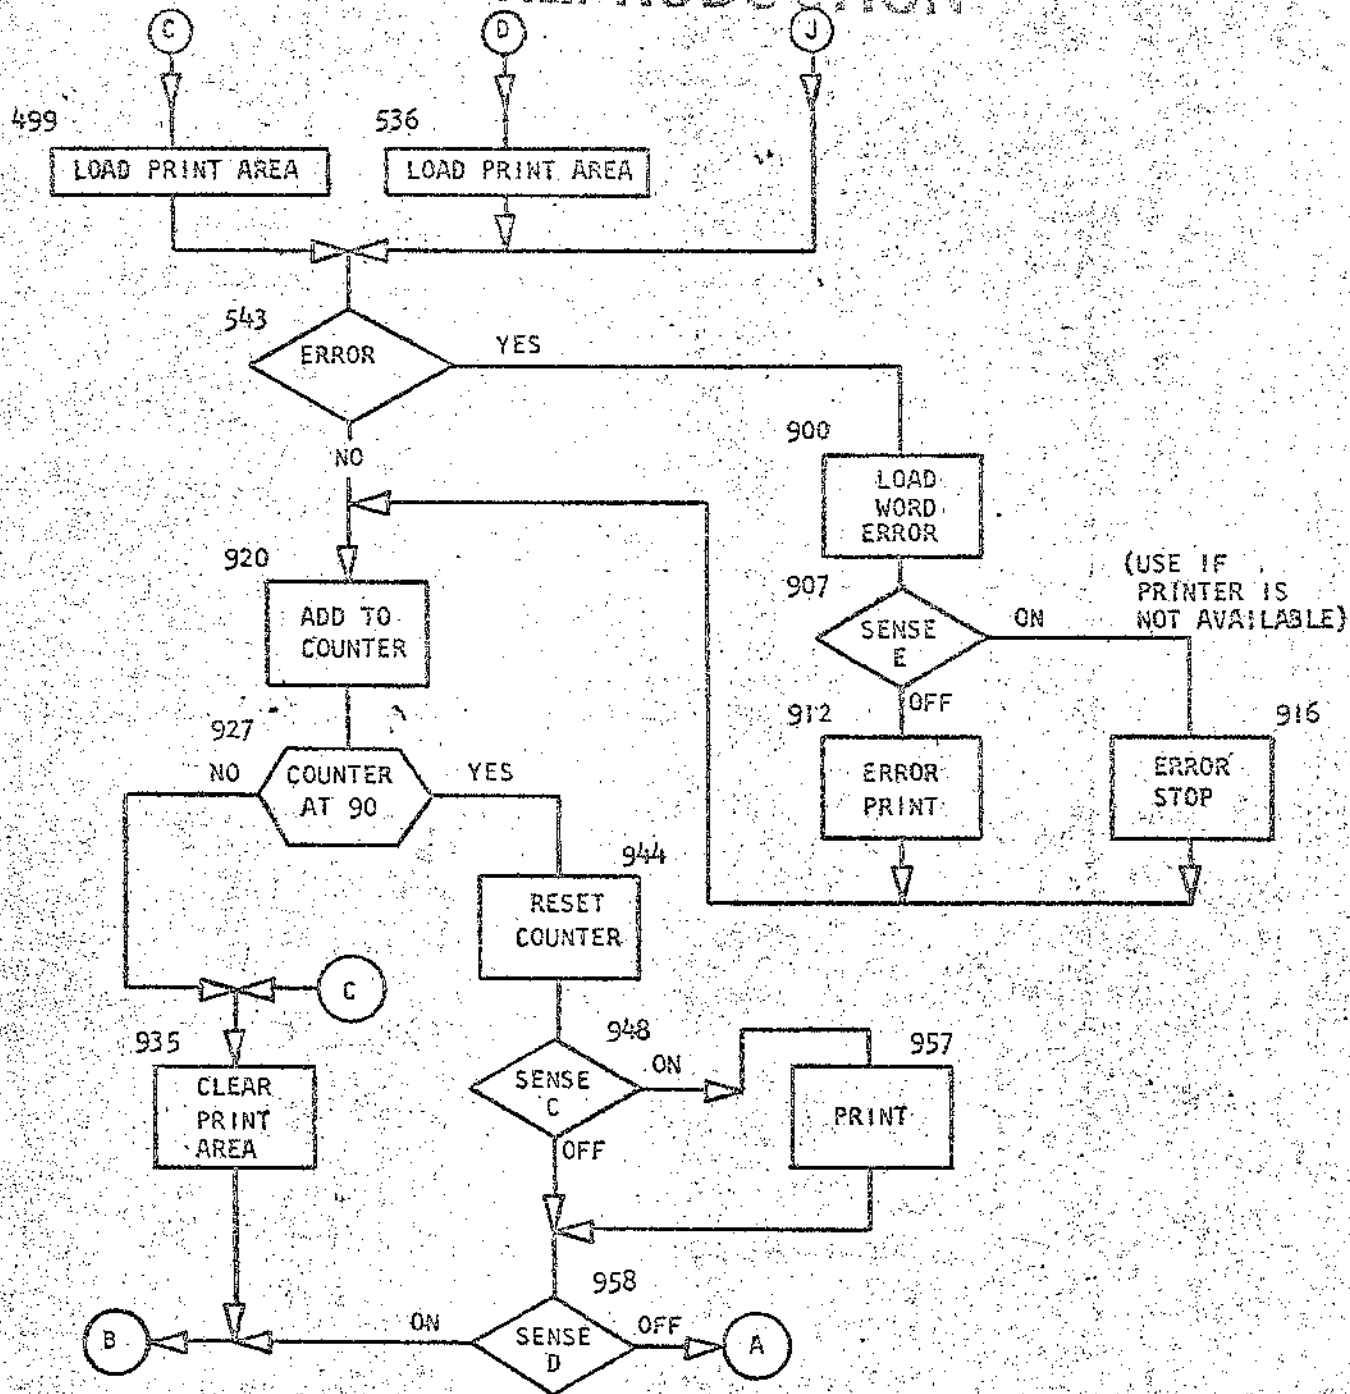 C
D
J
499
536
LOAD PRINT AREA
LOAD PRINT AREA
543
ERROR
YES
NO
900
LOAD
WORD
ERROR
920
ADD TO
COUNTER
907
SENSE
E
ON
(USE IF
PRINTER IS
NOT AVAILABLE)
OFF
912
ERROR
PRINT
916
ERROR
STOP
927
NO
COUNTER
AT 90
YES
944
RESET
COUNTER
C
935
CLEAR
PRINT
AREA
948
SENSE
C
ON
957
PRINT
OFF
958
B
ON
SENSE
D
OFF
A